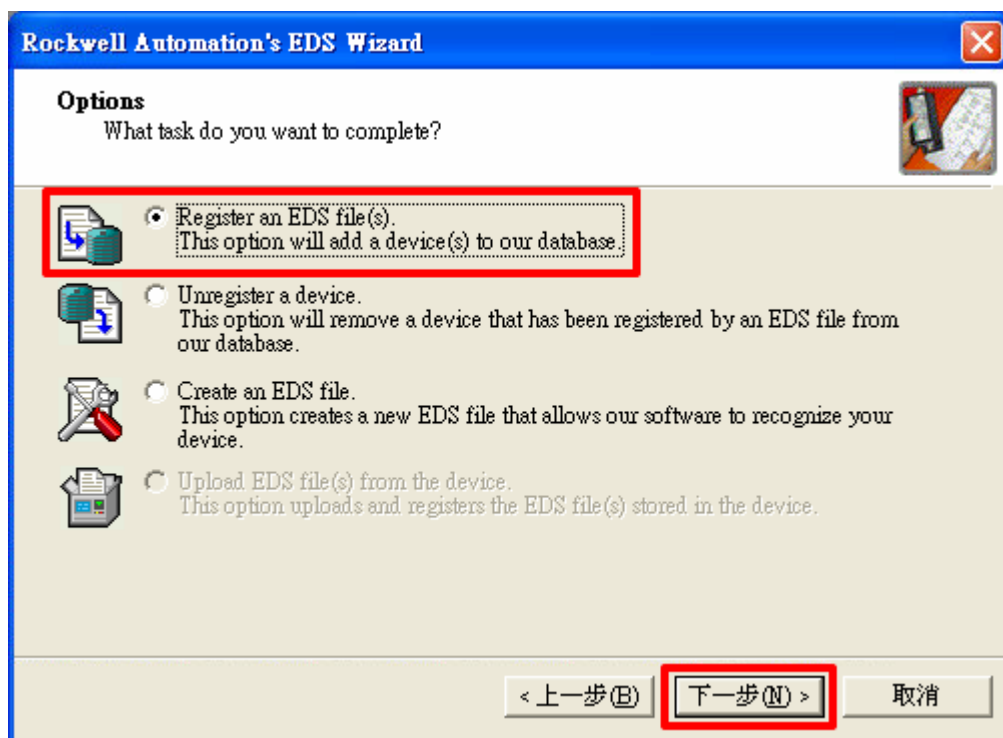 Rockwell Automation's EDS Wizard
Options
What task do you want to complete?
Register an EDS file(s).
This option will add a device(s) to our database.
Unregister a device.
This option will remove a device that has been registered by an EDS file from
our database.
Create an EDS file.
This option creates a new EDS file that allows our software to recognize your
device.
Upload EDS file(s) from the device.
This option uploads and registers the EDS file(s) stored in the device.
<上一步(B) 下一步(N)> 取消